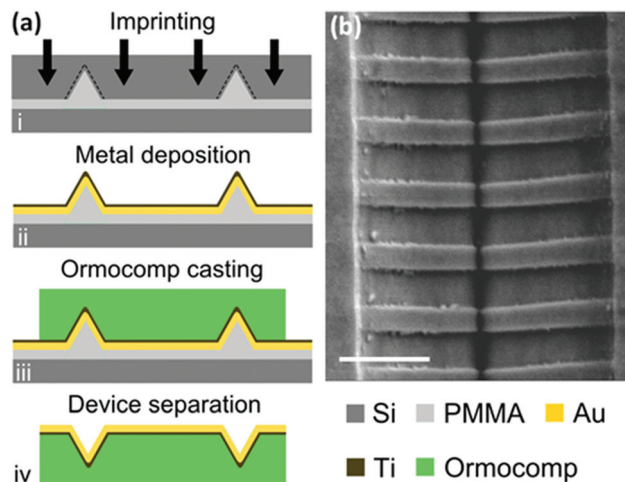 (a) Imprinting
i
Metal deposition
ii
Ormocomp casting
iii
Device separation
iv
(b)
Si PMMA Au
Ti Ormocomp